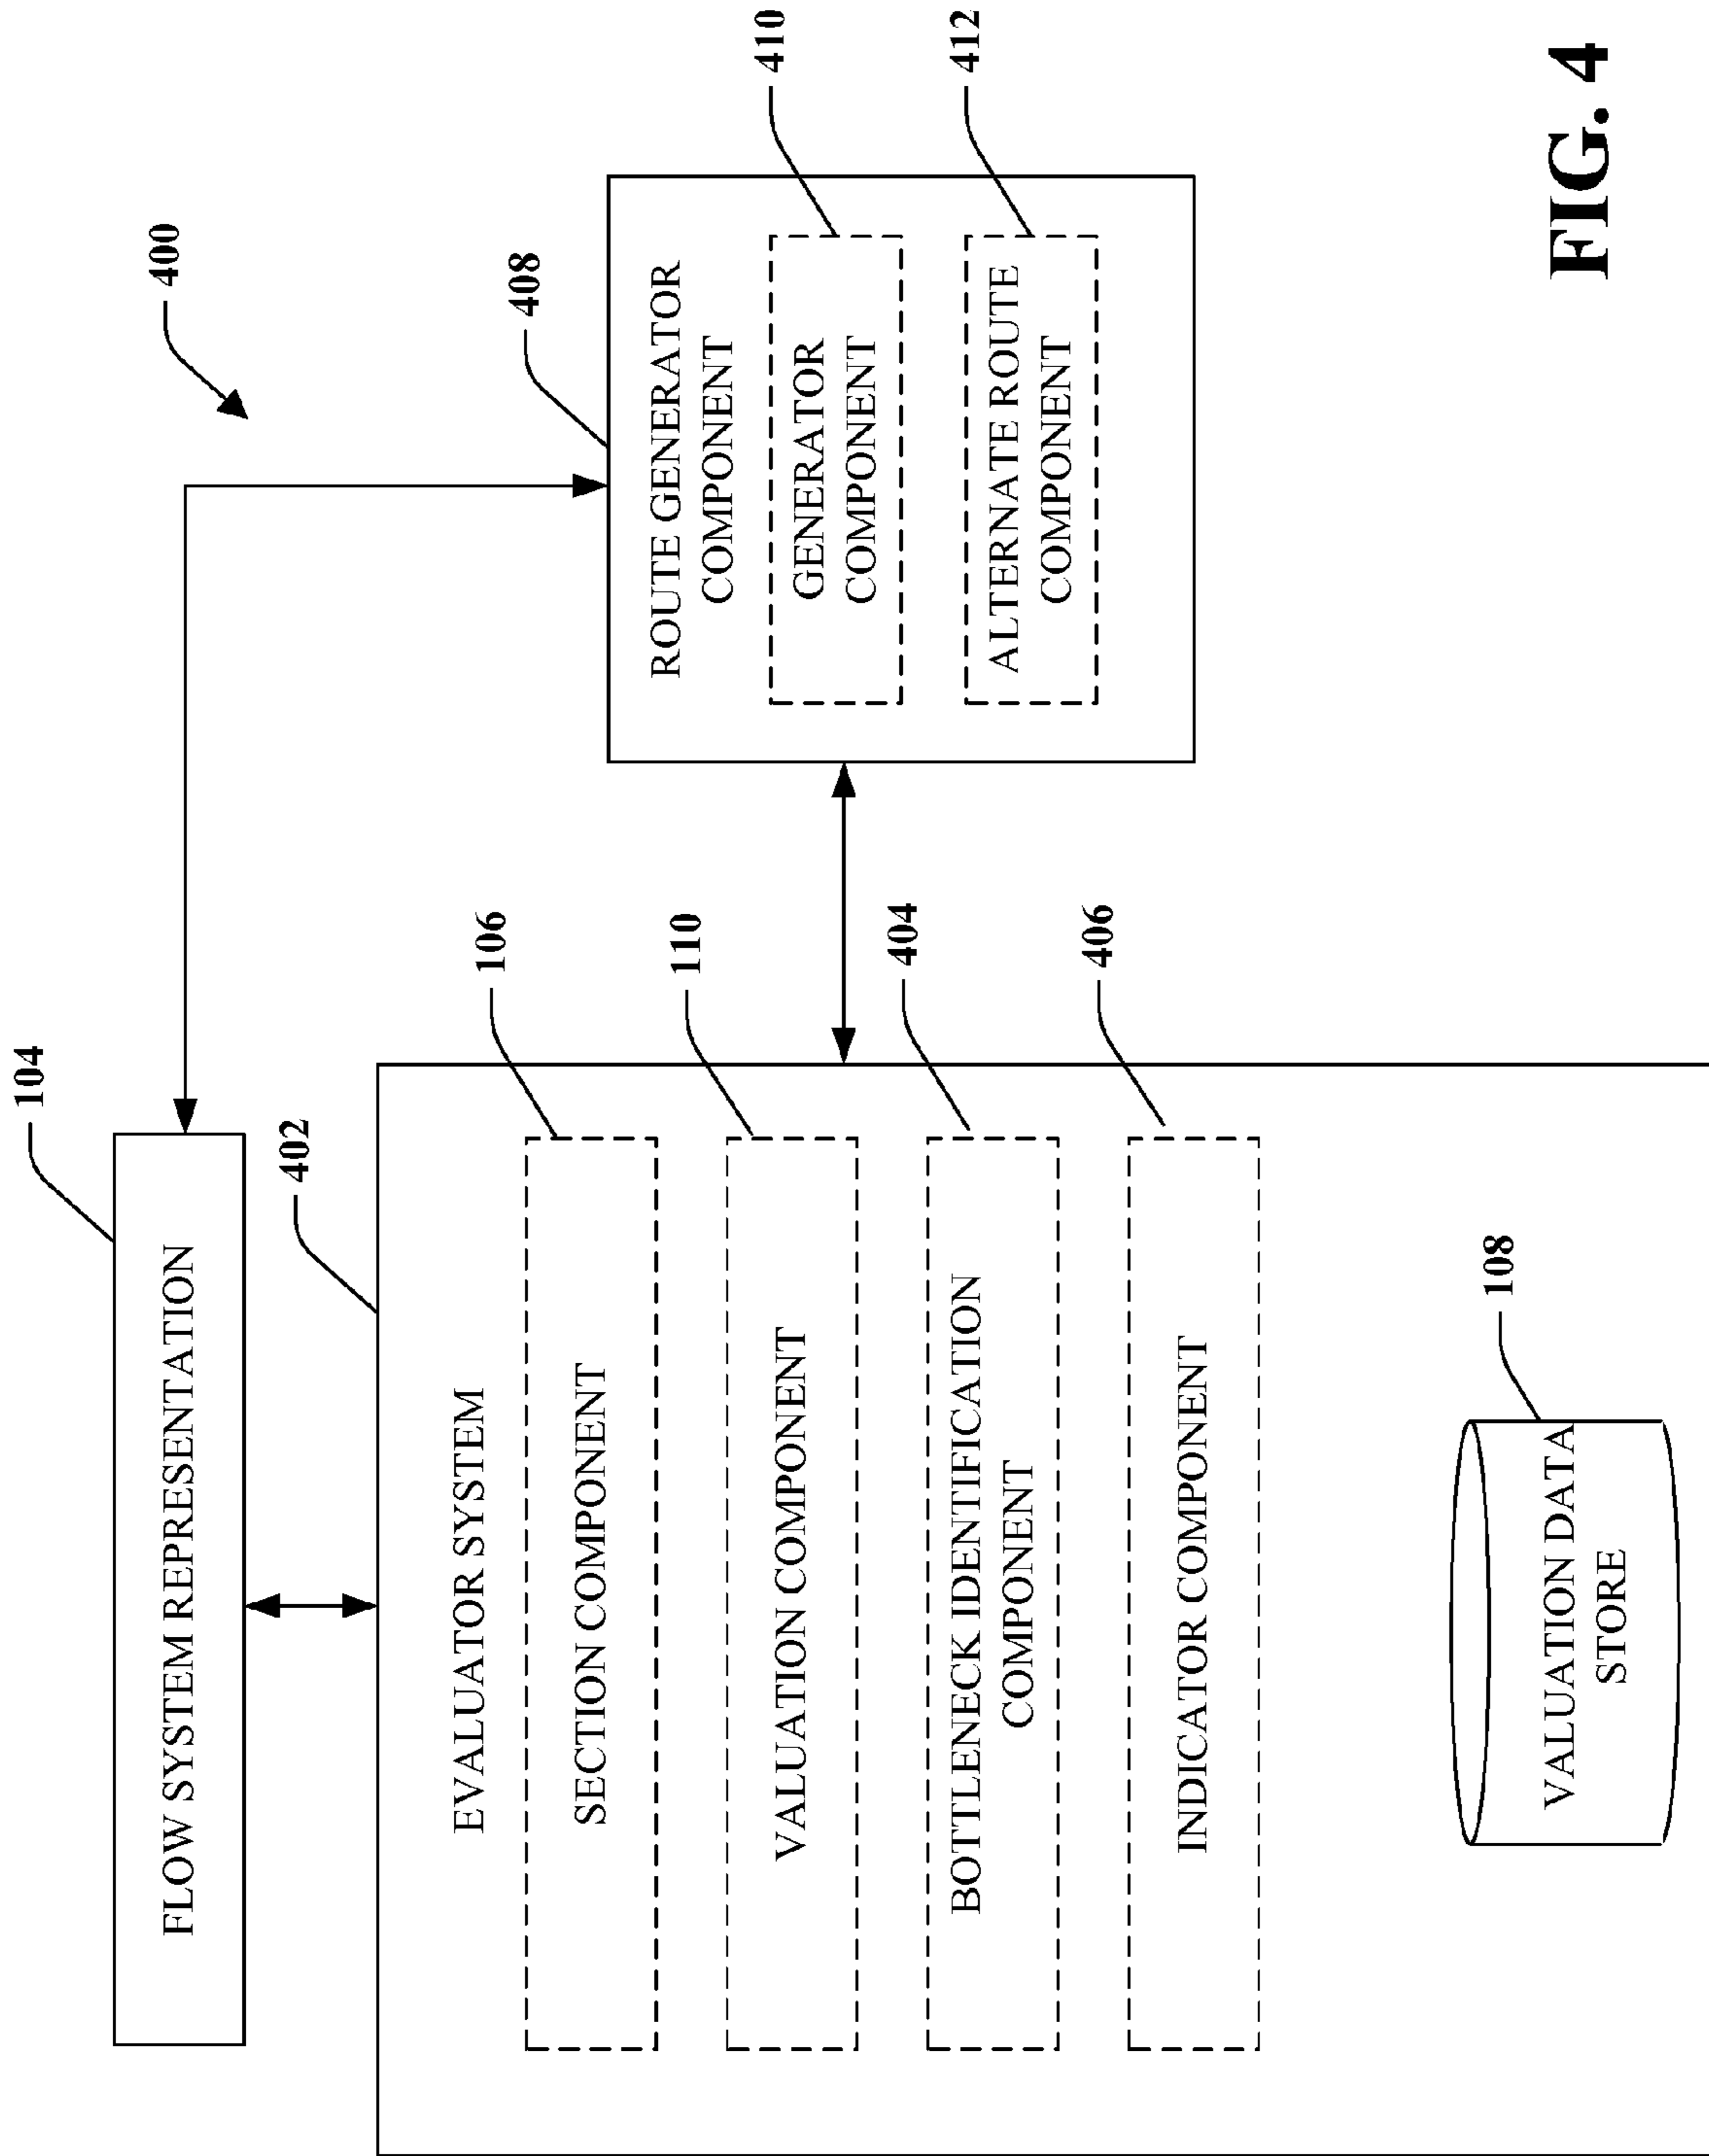 400
104
FLOW SYSTEM REPRESENTATION
402
EVALUATOR SYSTEM
106
SECTION COMPONENT
110
VALUATION COMPONENT
404
BOTTLENECK IDENTIFICATION
COMPONENT
406
INDICATOR COMPONENT
108
VALUATION DATA
STORE
408
ROUTE GENERATOR
COMPONENT
410
GENERATOR
COMPONENT
412
ALTERNATE ROUTE
COMPONENT
FIG. 4